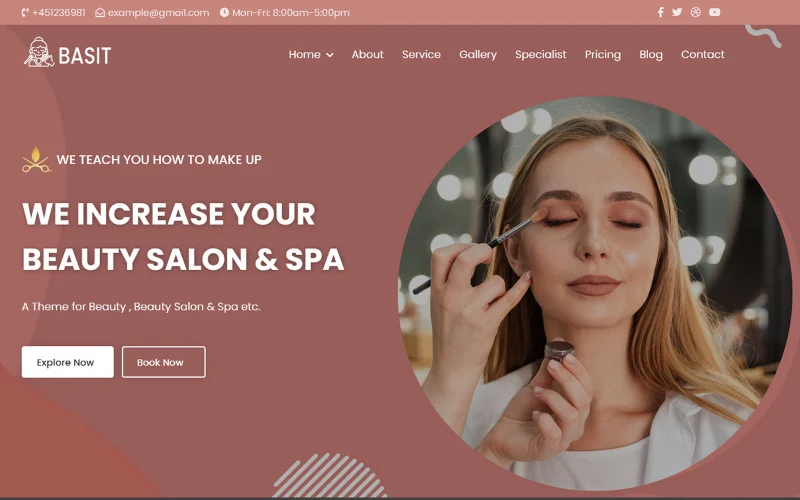 +451236981 example@gmail.com Mon-Fri: 8:00am-5:00pm
BASIT
Home About Service Gallery Specialist Pricing Blog Contact
WE TEACH YOU HOW TO MAKE UP
WE INCREASE YOUR
BEAUTY SALON & SPA
A Theme for Beauty , Beauty Salon & Spa etc.
Explore Now Book Now